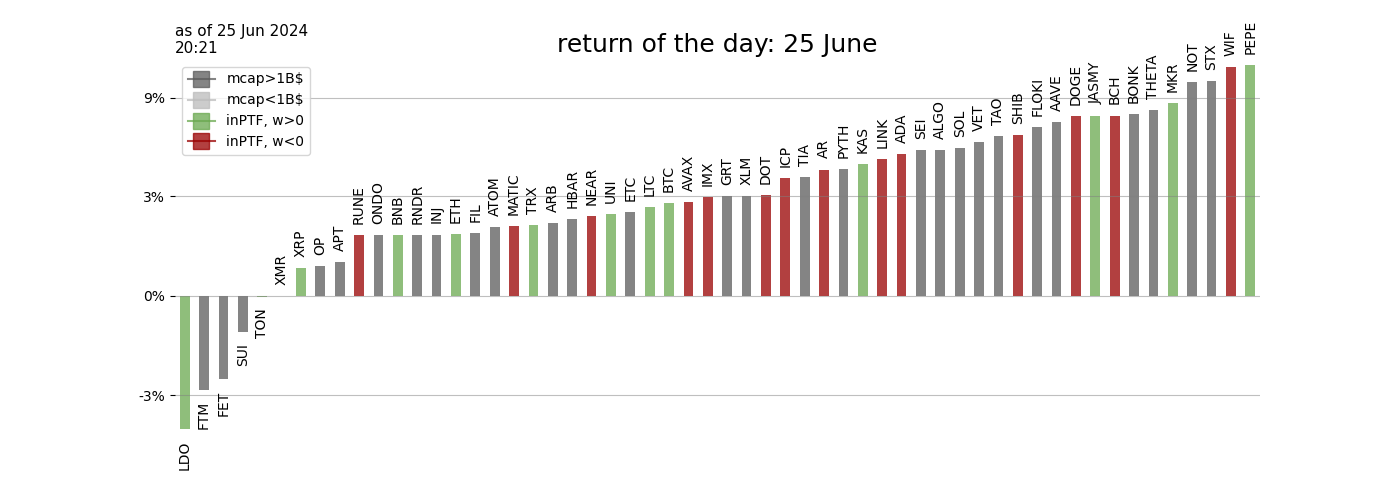 as of 25 Jun 2024
20:21
return of the day: 25 June
mcap>1B$
mcap<1B$
inPTF, w>0
inPTF, w<0
9%
3%
0%
-3%
LDO
FTM
FET
SUI
TON
XMR
XRP
OP
APT
RUNE
ONDO
BNB
RNDR
INJ
ETH
FIL
ATOM
MATIC
TRX
ARB
HBAR
NEAR
UNI
ETC
LTC
BTC
AVAX
IMX
GRT
XLM
DOT
ICP
TIA
AR
PYTH
KAS
LINK
ADA
SEI
ALGO
SOL
VET
TAO
SHIB
FLOKI
AAVE
DOGE
JASMY
BCH
BONK
THETA
MKR
NOT
STX
WIF
PEPE